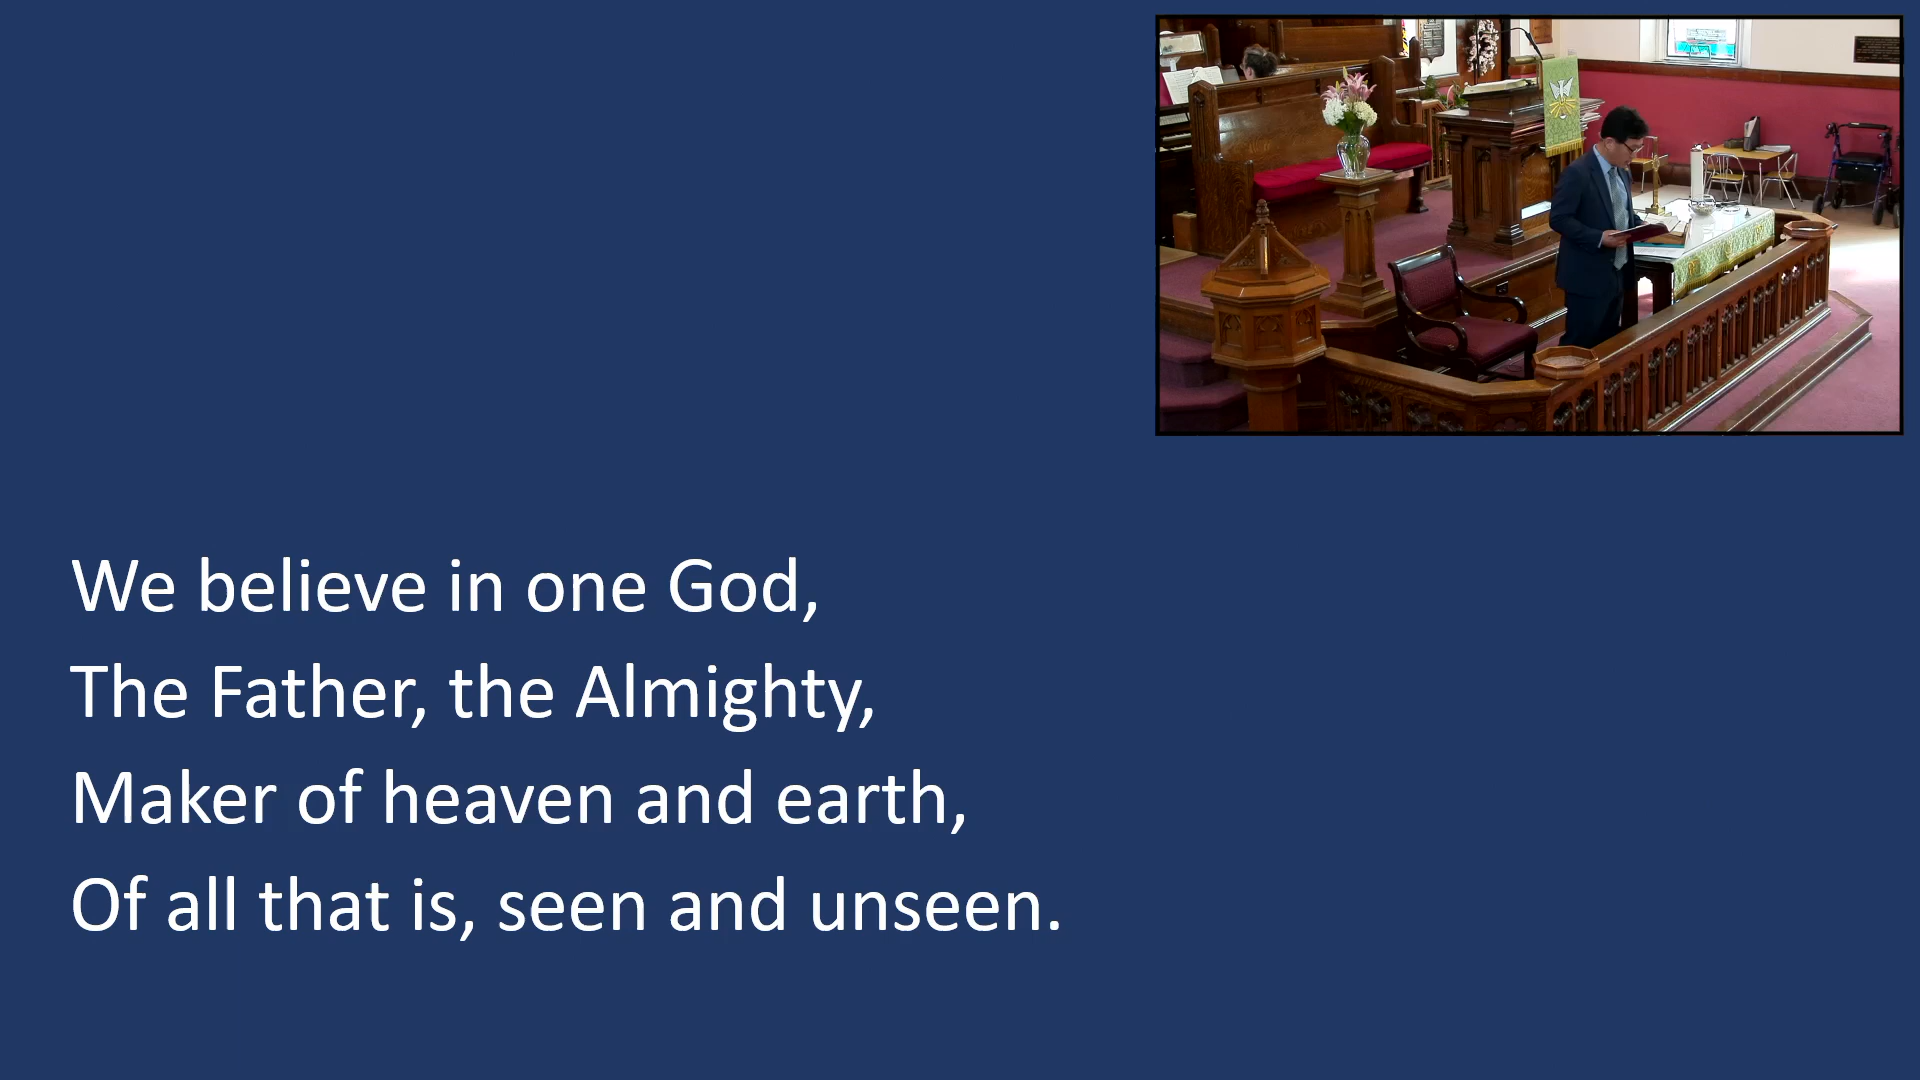 We believe in one God,
The Father, the Almighty,
Maker of heaven and earth,
Of all that is, seen and unseen.